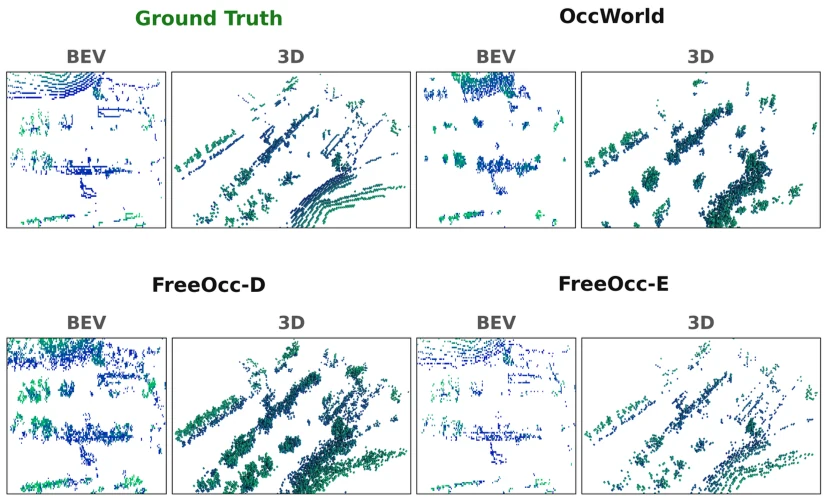 Ground Truth
OccWorld
BEV
3D
BEV
3D
FreeOcc-D
FreeOcc-E
BEV
3D
BEV
3D